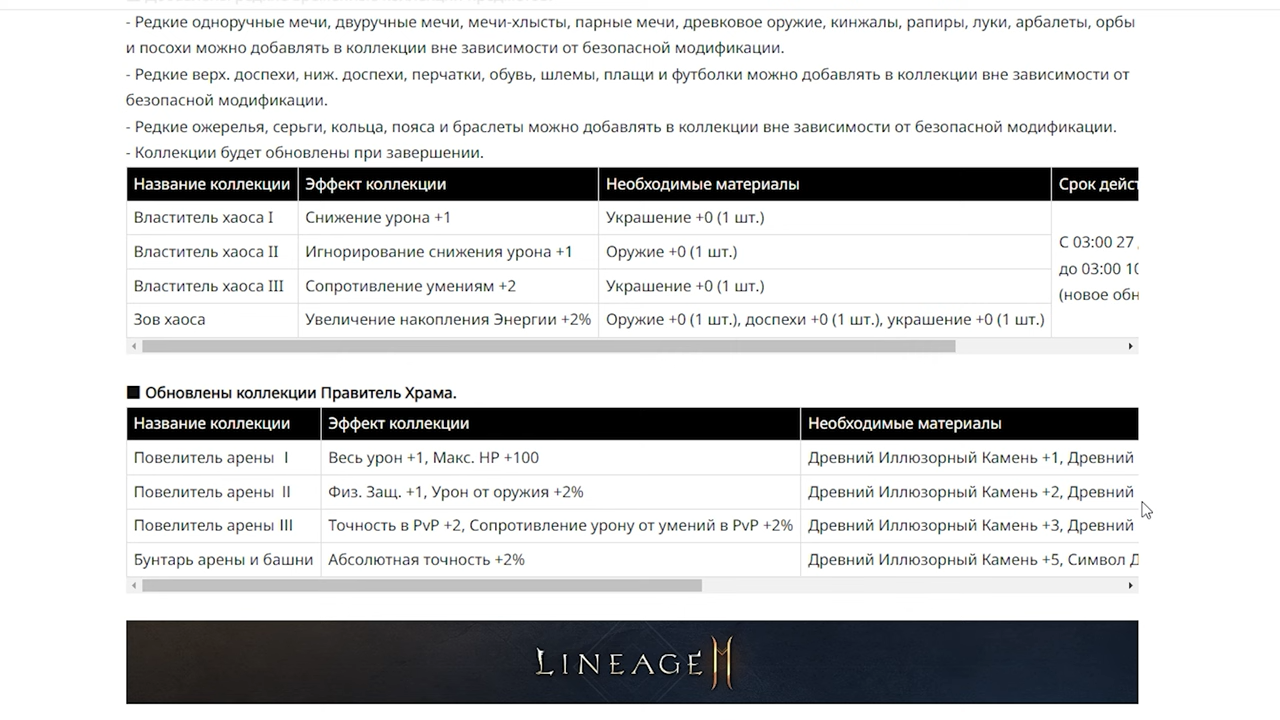 - Редкие одноручные мечи, двуручные мечи, мечи-хлысты, парные мечи, древковое оружие, кинжалы, рапиры, луки, арбалеты, орбы
и посохи можно добавлять в коллекции вне зависимости от безопасной модификации.
- Редкие верх. доспехи, ниж. доспехи, перчатки, обувь, шлемы, плащи и футболки можно добавлять в коллекции вне зависимости от
безопасной модификации.
- Редкие ожерелья, серьги, кольца, пояса и браслеты можно добавлять в коллекции вне зависимости от безопасной модификации.
- Коллекции будет обновлены при завершении.
Название коллекции Эффект коллекции Необходимые материалы Срок дейст
Властитель хаоса I Снижение урона +1 Украшение +0 (1 шт.)
Властитель хаоса II Игнорирование снижения урона +1 Оружие +0 (1 шт.)
Властитель хаоса III Сопротивление умениям +2 Украшение +0 (1 шт.)
Зов хаоса Увеличение накопления Энергии +2% Оружие +0 (1 шт.), доспехи +0 (1 шт.), украшение +0 (1 шт.)
С 03:00 27
до 03:00 10
(новое обн
■ Обновлены коллекции Правитель Храма.
Название коллекции Эффект коллекции Необходимые материалы
Повелитель арены I Весь урон +1, Макс. HP +100 Древний Иллюзорный Камень +1, Древний
Повелитель арены II Физ. Защ. +1, Урон от оружия +2% Древний Иллюзорный Камень +2, Древний
Повелитель арены III Точность в PvP +2, Сопротивление урону от умений в PvP +2% Древний Иллюзорный Камень +3, Древний
Бунтарь арены и башни Абсолютная точность +2% Древний Иллюзорный Камень +5, Символ Д
LINEAGE M